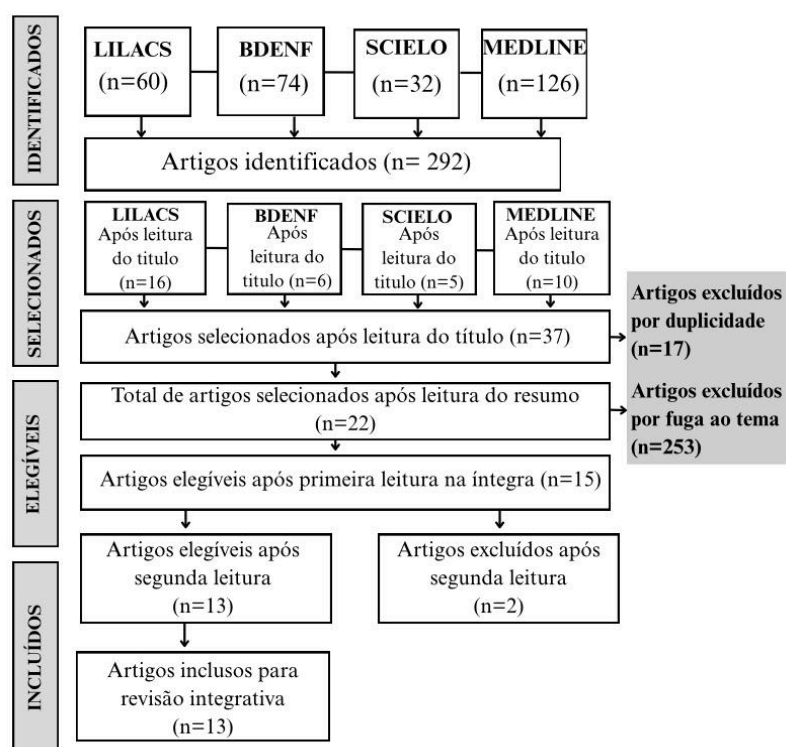 IDENTIFICADOS
LILACS
(n=60)
BDENF
(n=74)
SCIELO
(n=32)
MEDLINE
(n=126)
Artigos identificados (n= 292)
SELECIONADOS
LILACS
Após leitura
do titulo
(n=16)
BDENF
Após
leitura do
titulo (n=6)
SCIELO
Após
leitura do
titulo (n=5)
MEDLINE
Após leitura
do titulo
(n=10)
Artigos selecionados após leitura do título (n=37)
Artigos excluídos
por duplicidade
(n=17)
ELEGÍVEIS
Total de artigos selecionados após leitura do resumo
(n=22)
Artigos excluídos
por fuga ao tema
(n=253)
Artigos elegíveis após primeira leitura na íntegra (n=15)
Artigos elegíveis após
segunda leitura
(n=13)
Artigos excluídos após
segunda leitura
(n=2)
INCLUÍDOS
Artigos inclusos para
revisão integrativa
(n=13)